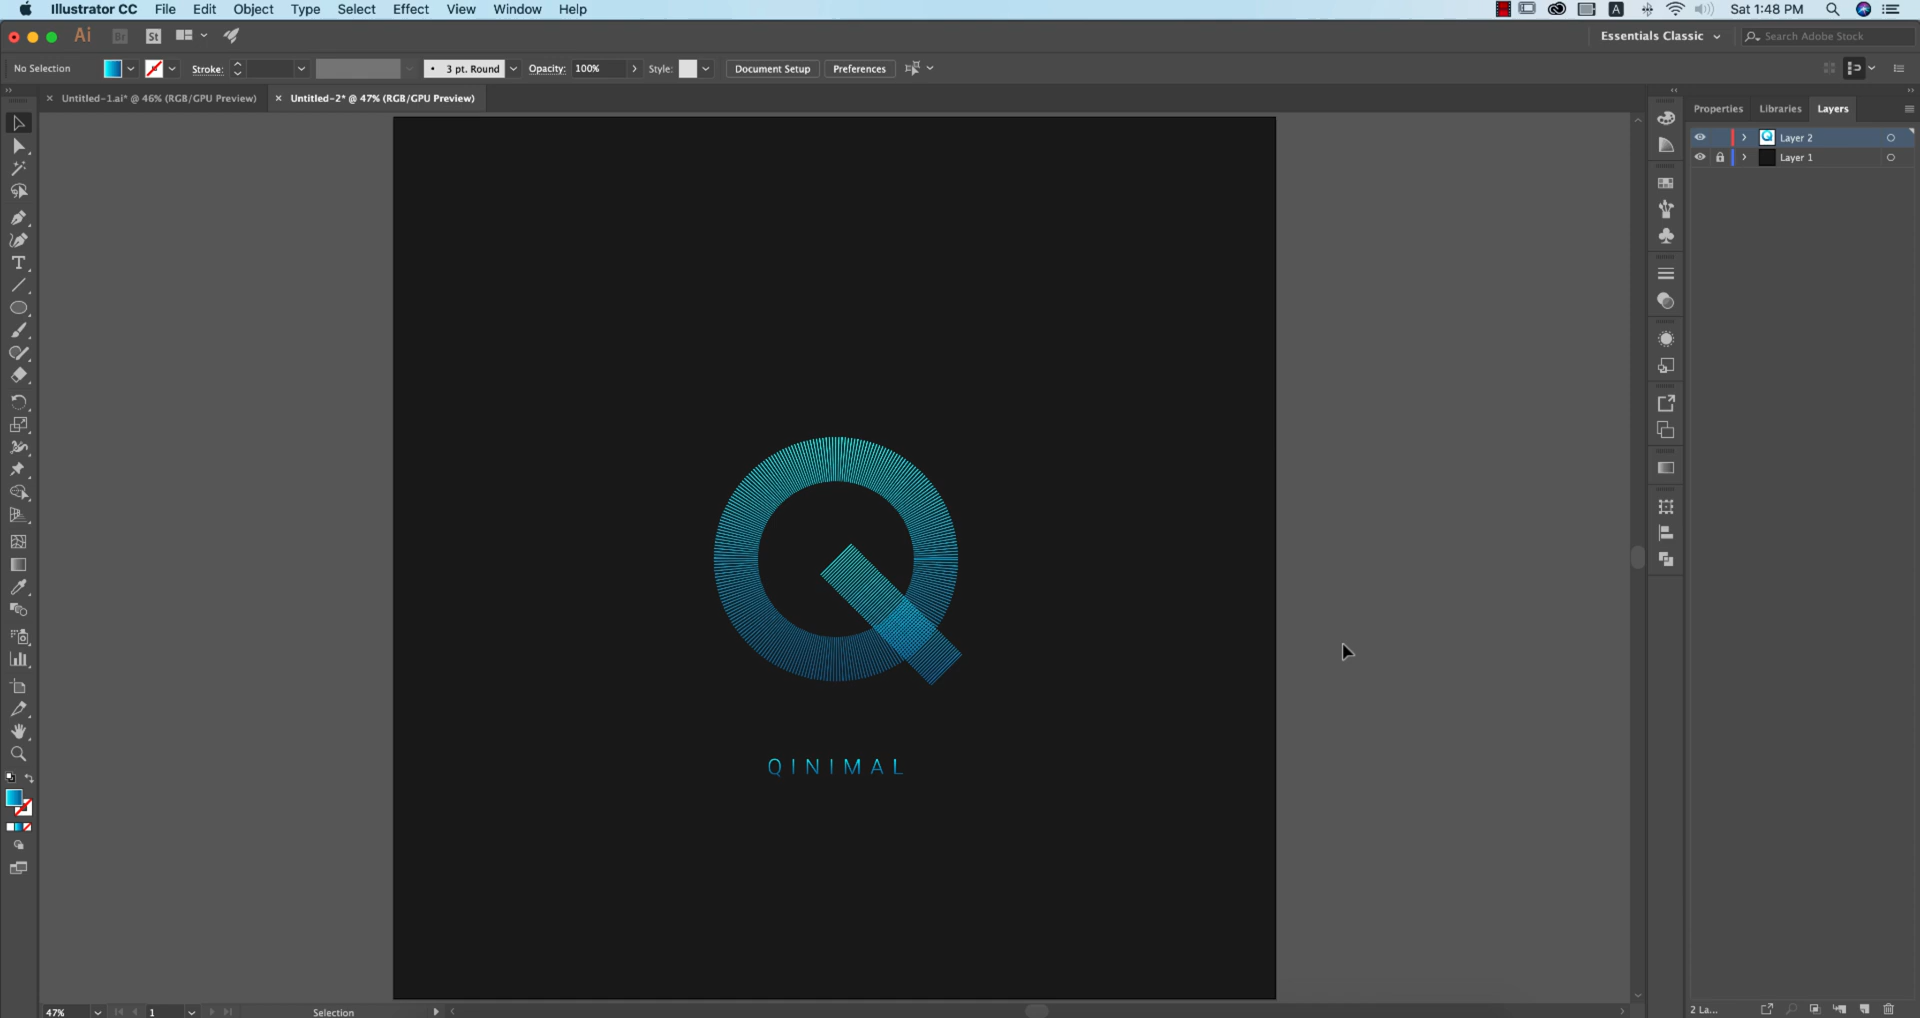 Illustrator CC File Edit Object Type Select Effect View Window Help
A Sat 1:48 PM
Ai Br St Essentials Classic Search Adobe Stock
No Selection Stroke: 3 pt. Round Opacity: 100% Style: Document Setup Preferences
Untitled-1.ai* @ 46% (RGB/GPU Preview) Untitled-2* @ 47% (RGB/GPU Preview)
Properties Libraries Layers
Layer 2
Layer 1
Q
QINIMAL
47% 1 Selection 2 La...